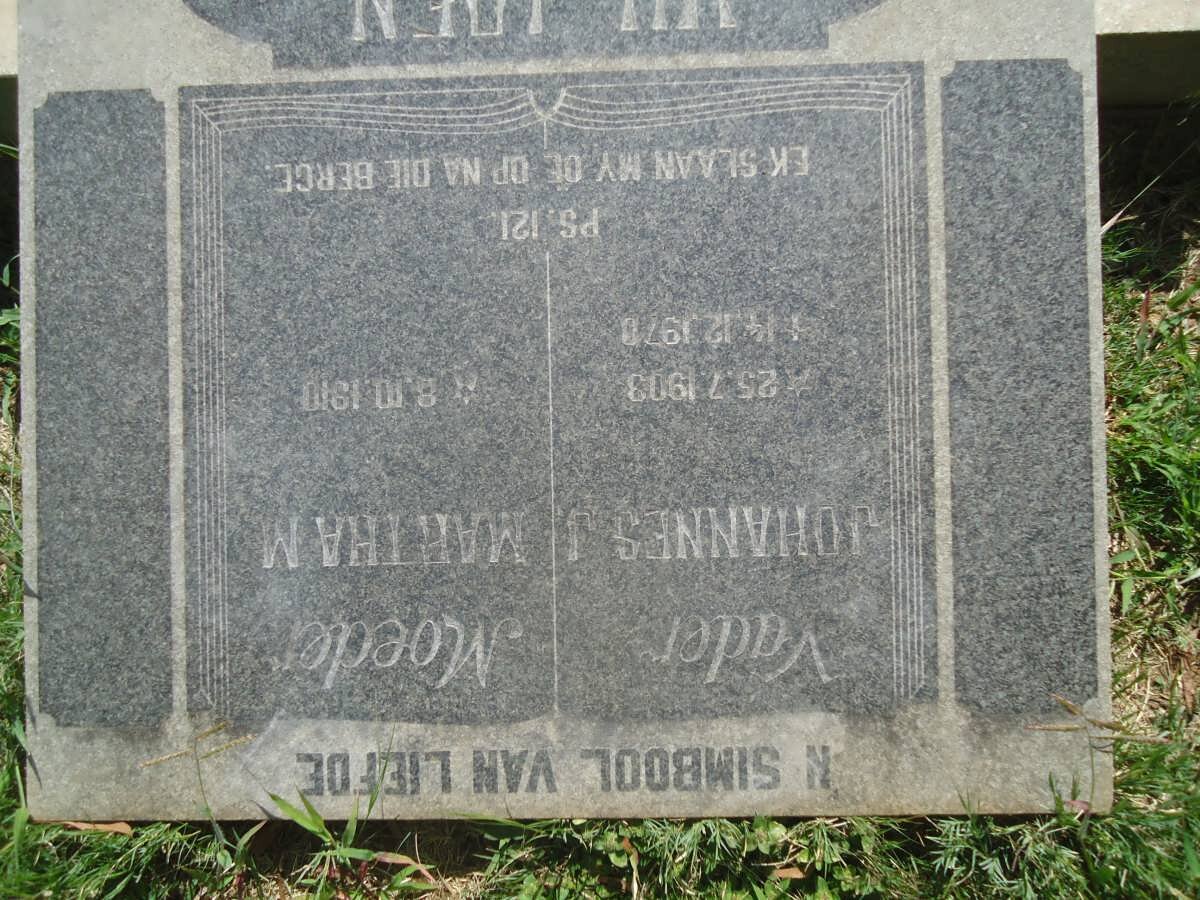 N SIMBOOL VAN LIEFDE
Vader Moeder
JOHANNES J. MARTHA M
☆ 25.7.1903 ☆ 8.10.1910
† 14.12.1970
PS. 121.
EK SLAAN MY OË OP NA DIE BERGE.